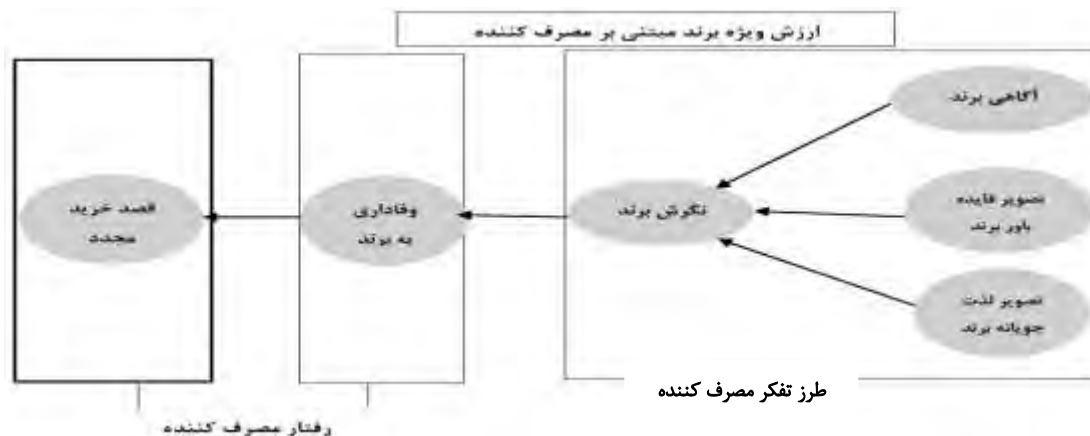 ارزش ویژه برند مبتنی بر مصرف کننده
آگاهی برند
تصویر فایده
باور برند
تصویر لذت
جویانه برند
نگرش برند
وفاداری
به برند
قصد خرید
مجدد
طرز تفکر مصرف کننده
رفتار مصرف کننده